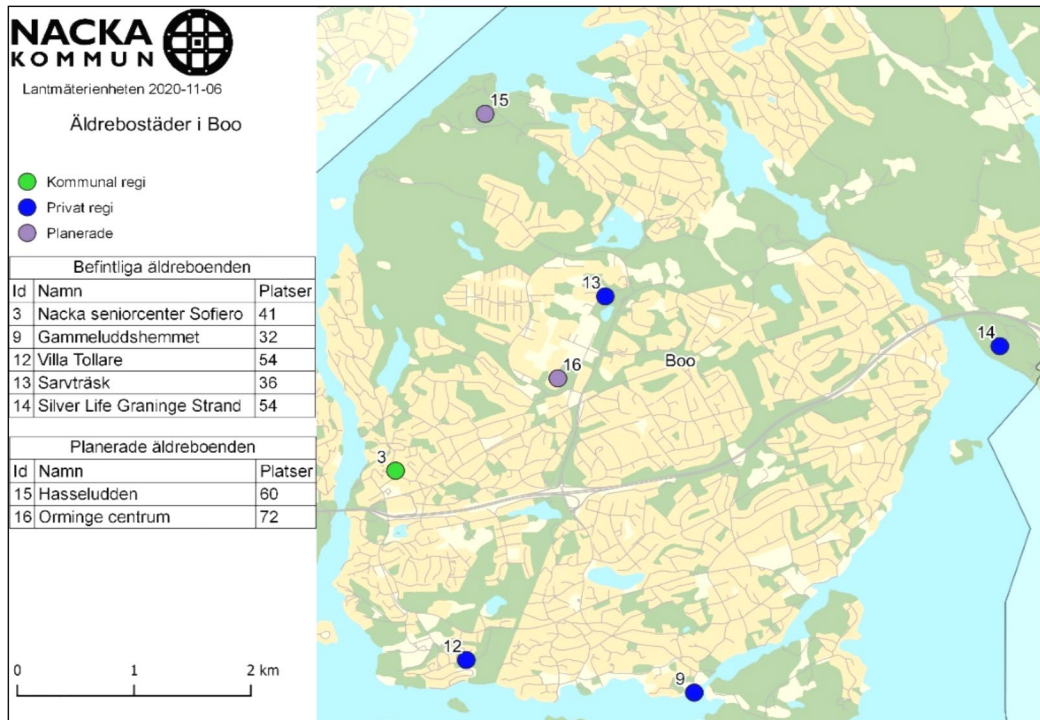 NACKA
KOMMUN
Lantmäterienheten 2020-11-06
Äldrebostäder i Boo
Kommunal regi
Privat regi
Planerade
Befintliga äldreboenden
Id Namn Platser
3 Nacka seniorcenter Sofiero 41
9 Gammeluddshemmet 32
12 Villa Tollare 54
13 Sarvträsk 36
14 Silver Life Graninge Strand 54
Planerade äldreboenden
Id Namn Platser
15 Hasseludden 60
16 Orminge centrum 72
0 1 2 km
15
13
14
16
Boo
3
12
9